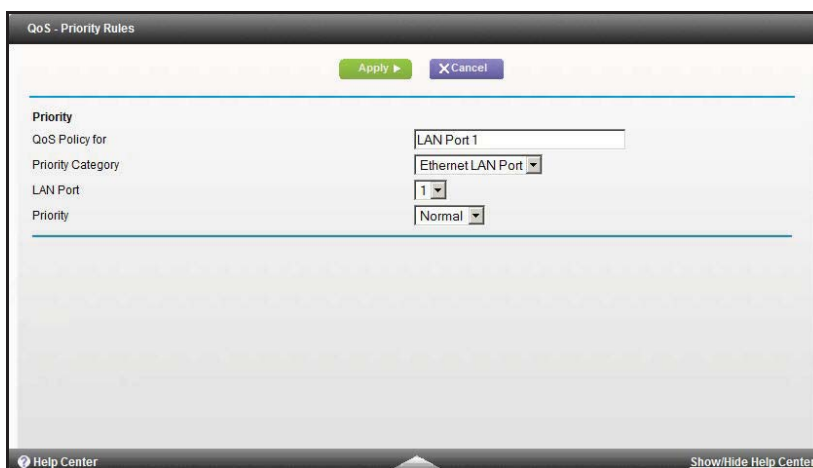 QoS - Priority Rules
Apply Cancel
Priority
QoS Policy for LAN Port 1
Priority Category Ethernet LAN Port
LAN Port 1
Priority Normal
Help Center Show/Hide Help Center